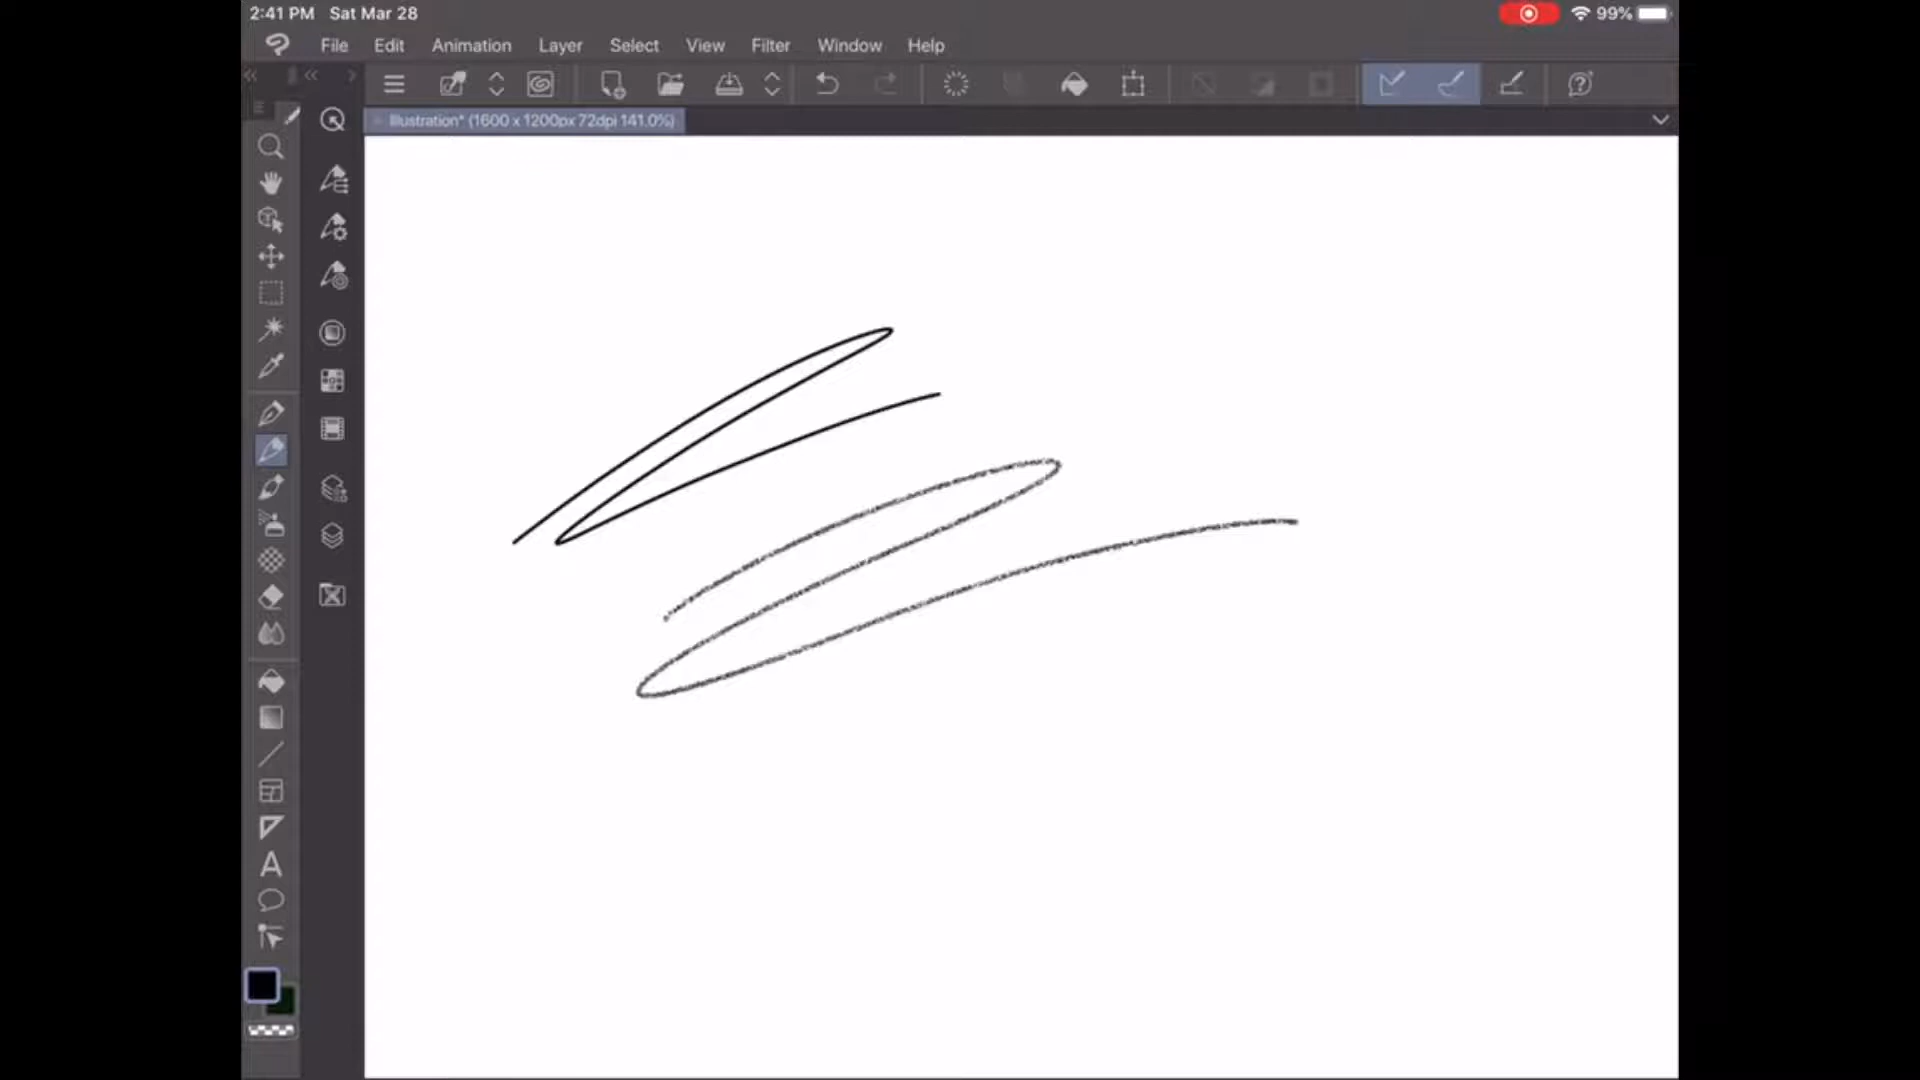 2:41 PM Sat Mar 28 99%
File Edit Animation Layer Select View Filter Window Help
Illustration* (1600 x 1200px 72dpi 141.0%)